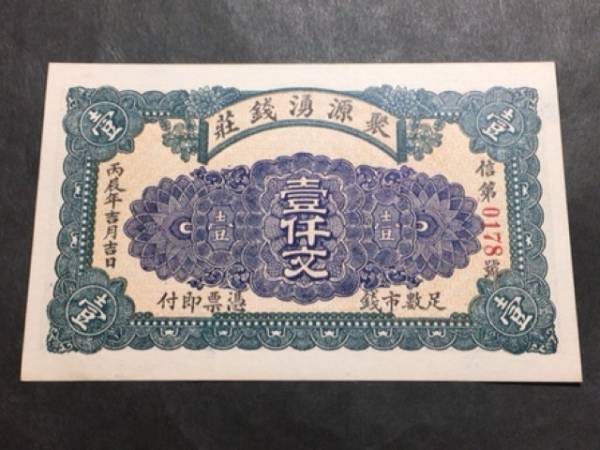 聚源湧錢莊
壹
壹
信第0178號
壹仟文
丙辰年吉月吉日
足數市錢
憑票即付
壹
壹